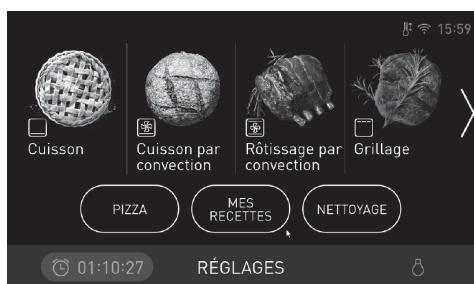 15:59
Cuisson
Cuisson par
convection
Rôtissage par
convection
Grillage
PIZZA
MES
RECETTES
NETTOYAGE
01:10:27
RÉGLAGES